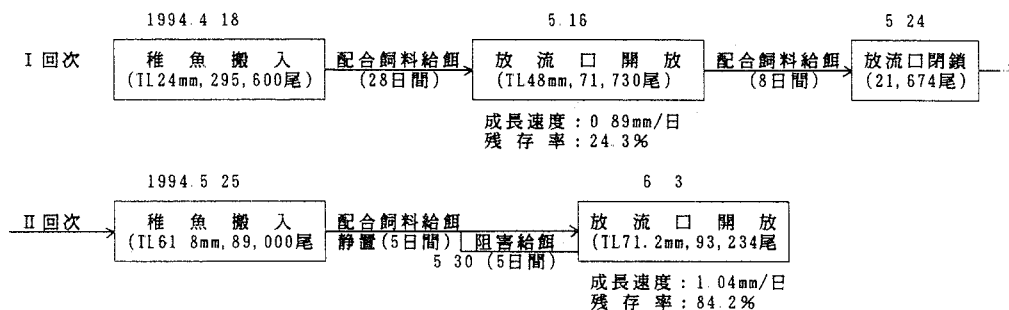 1994.4 18 5.16 5 24
I回次 稚魚搬入 配合飼料給餌 放流口開放 配合飼料給餌 放流口閉鎖
(TL24mm,295,600尾) (28日間) (TL48mm,71,730尾) (8日間) (21,674尾)
成長速度:0 89mm/日
残存率:24.3%
1994.5 25 6 3
II回次 稚魚搬入 配合飼料給餌 放流口開放
(TL61 8mm,89,000尾 静置(5日間) 阻害給餌 (TL71.2mm,93,234尾
5 30 (5日間)
成長速度:1.04mm/日
残存率:84.2%